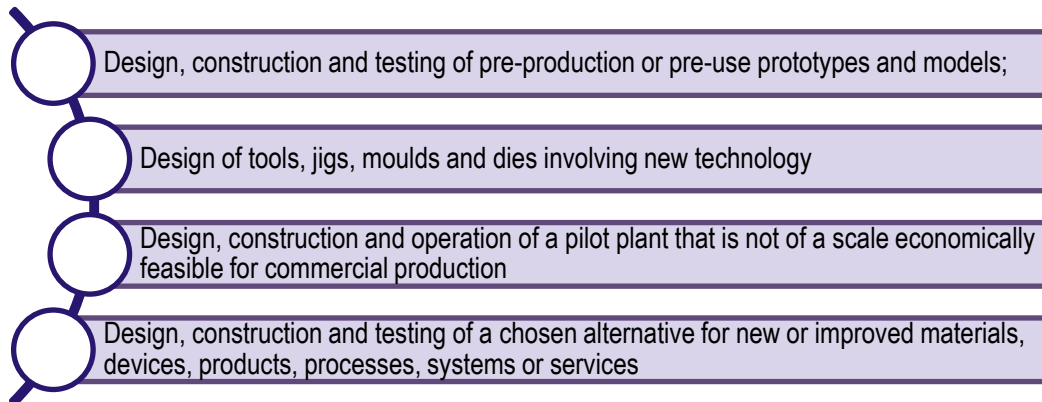 Design, construction and testing of pre-production or pre-use prototypes and models;
Design of tools, jigs, moulds and dies involving new technology
Design, construction and operation of a pilot plant that is not of a scale economically
feasible for commercial production
Design, construction and testing of a chosen alternative for new or improved materials,
devices, products, processes, systems or services